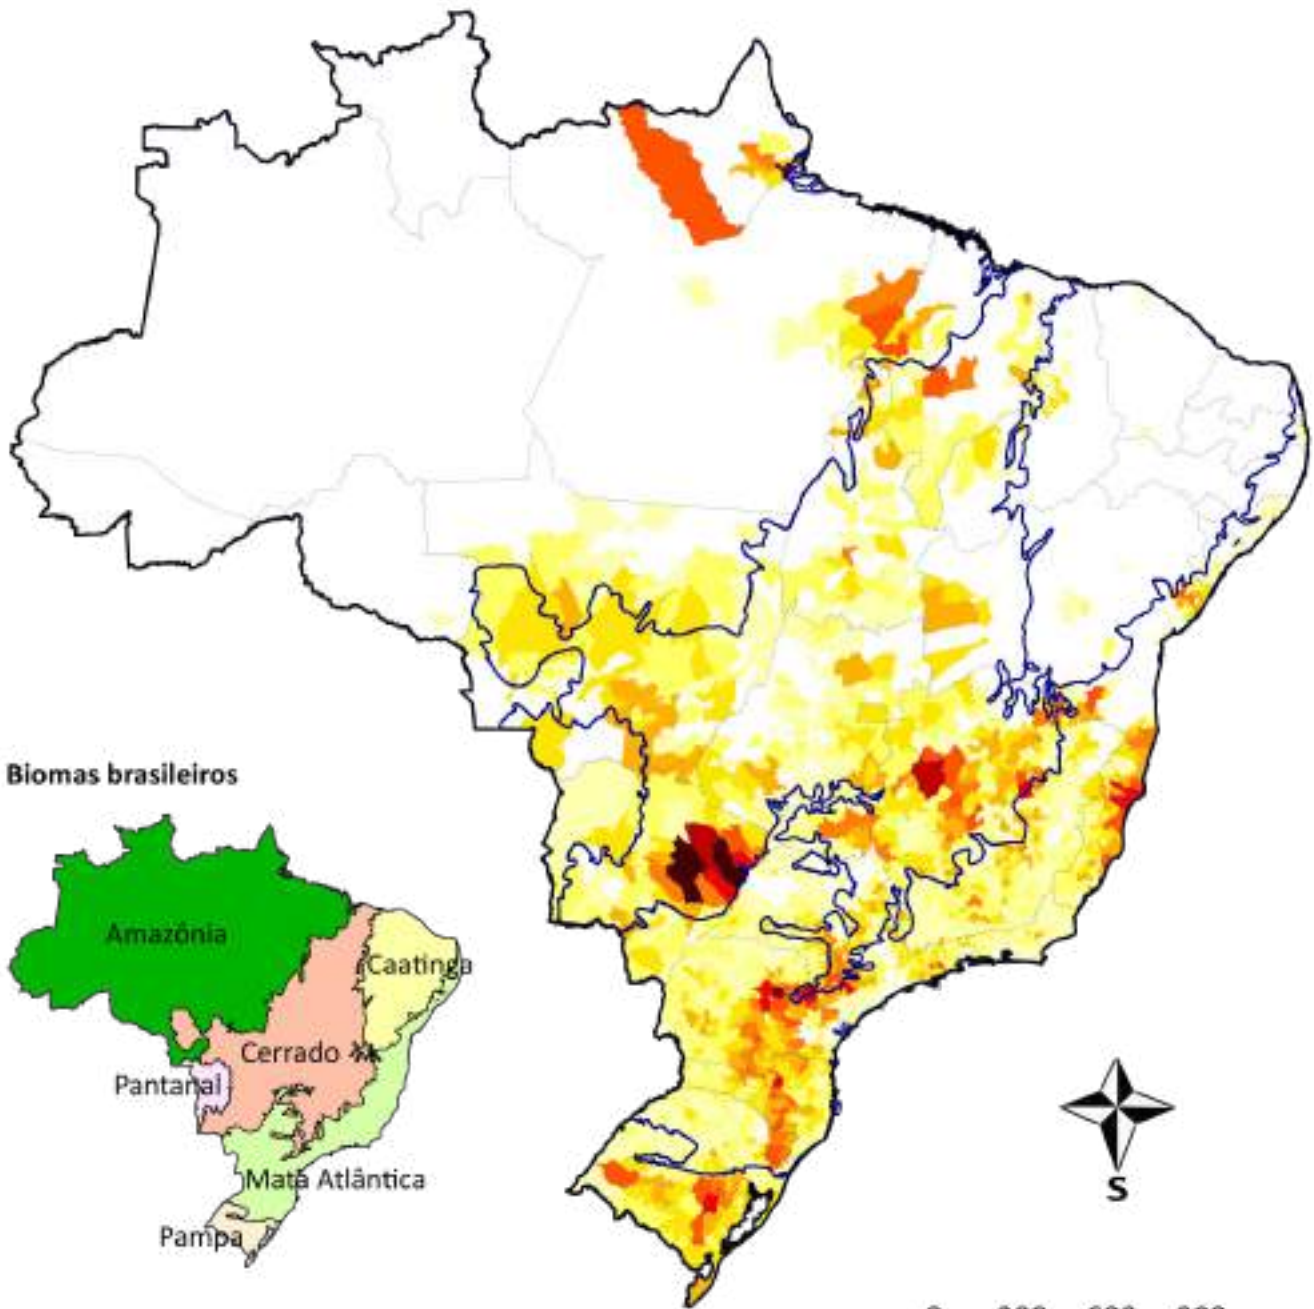 Biomas brasileiros
Amazônia
Caatinga
Cerrado
Pantanal
Mata Atlântica
Pampa
S